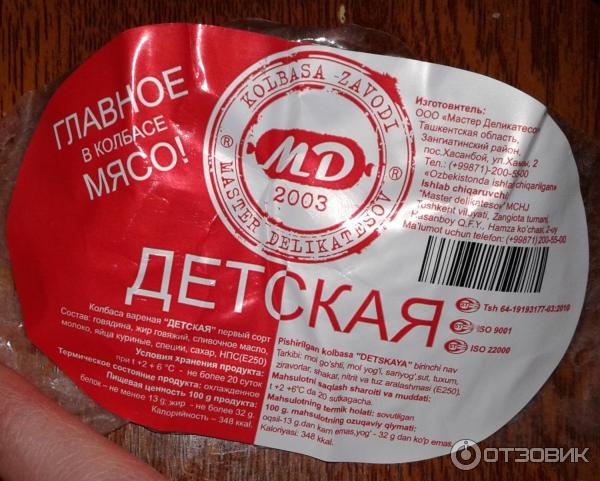 ГЛАВНОЕ
В КОЛБАСЕ
МЯСО!
KOLBASA-ZAVODI
MD
2003
® MASTER DELIKATESOV ®
Изготовитель:
ООО «Мастер Деликатесов»
Ташкентская область,
Зангиатинский район,
пос.Хасанбой, ул.Хамзы, 2
Тел.: (+99871)-200-55-00
«Ozbekistonda ishlab chiqarilgan»
Ishlab chiqaruvchi:
"Master delikatesov" MCHJ
Toshkent viloyati, Zangiota tumani,
Hasanboy Q.F.Y., Hamza ko'chasi, 2-uy
Ma'lumot uchun telefon: (+99871) 200-55-00
ДЕТСКАЯ
Tsh 64-19193177-03:2010
ISO 9001
ISO 22000
Колбаса вареная "ДЕТСКАЯ" первый сорт
Состав: говядина, жир говяжий, сливочное масло,
молоко, яйца куриные, специи, сахар, НПС(Е250)
Условия хранения продукты:
при t +2 +6 °С - не более 20 суток
Термическое состояние продукта: охлажденное
Пищевая ценность 100 g продукта:
белок – не менее 13 g; жир - не более 32 g.
Калорийность – 348 ккал.
Pishirilgan kolbasa "DETSKAYA" birinchi nav
Tarkibi: mol go'shti, mol yog'i, sariyog',sut, tuxum,
ziravorlar, shakar, nitrit va tuz aralashmasi (E250).
Mahsulotni saqlash sharoiti va muddati:
t +2 +6°C da 20 sutkagacha.
Mahsulotning termik holati: sovutilgan
100 g. mahsulotning ozuqaviy qiymati:
oqsil-13 g.dan kam emas,yog' - 32 g dan ko'p emas,
Kaloriyasi: 348 kkal.
ОТЗОВИК